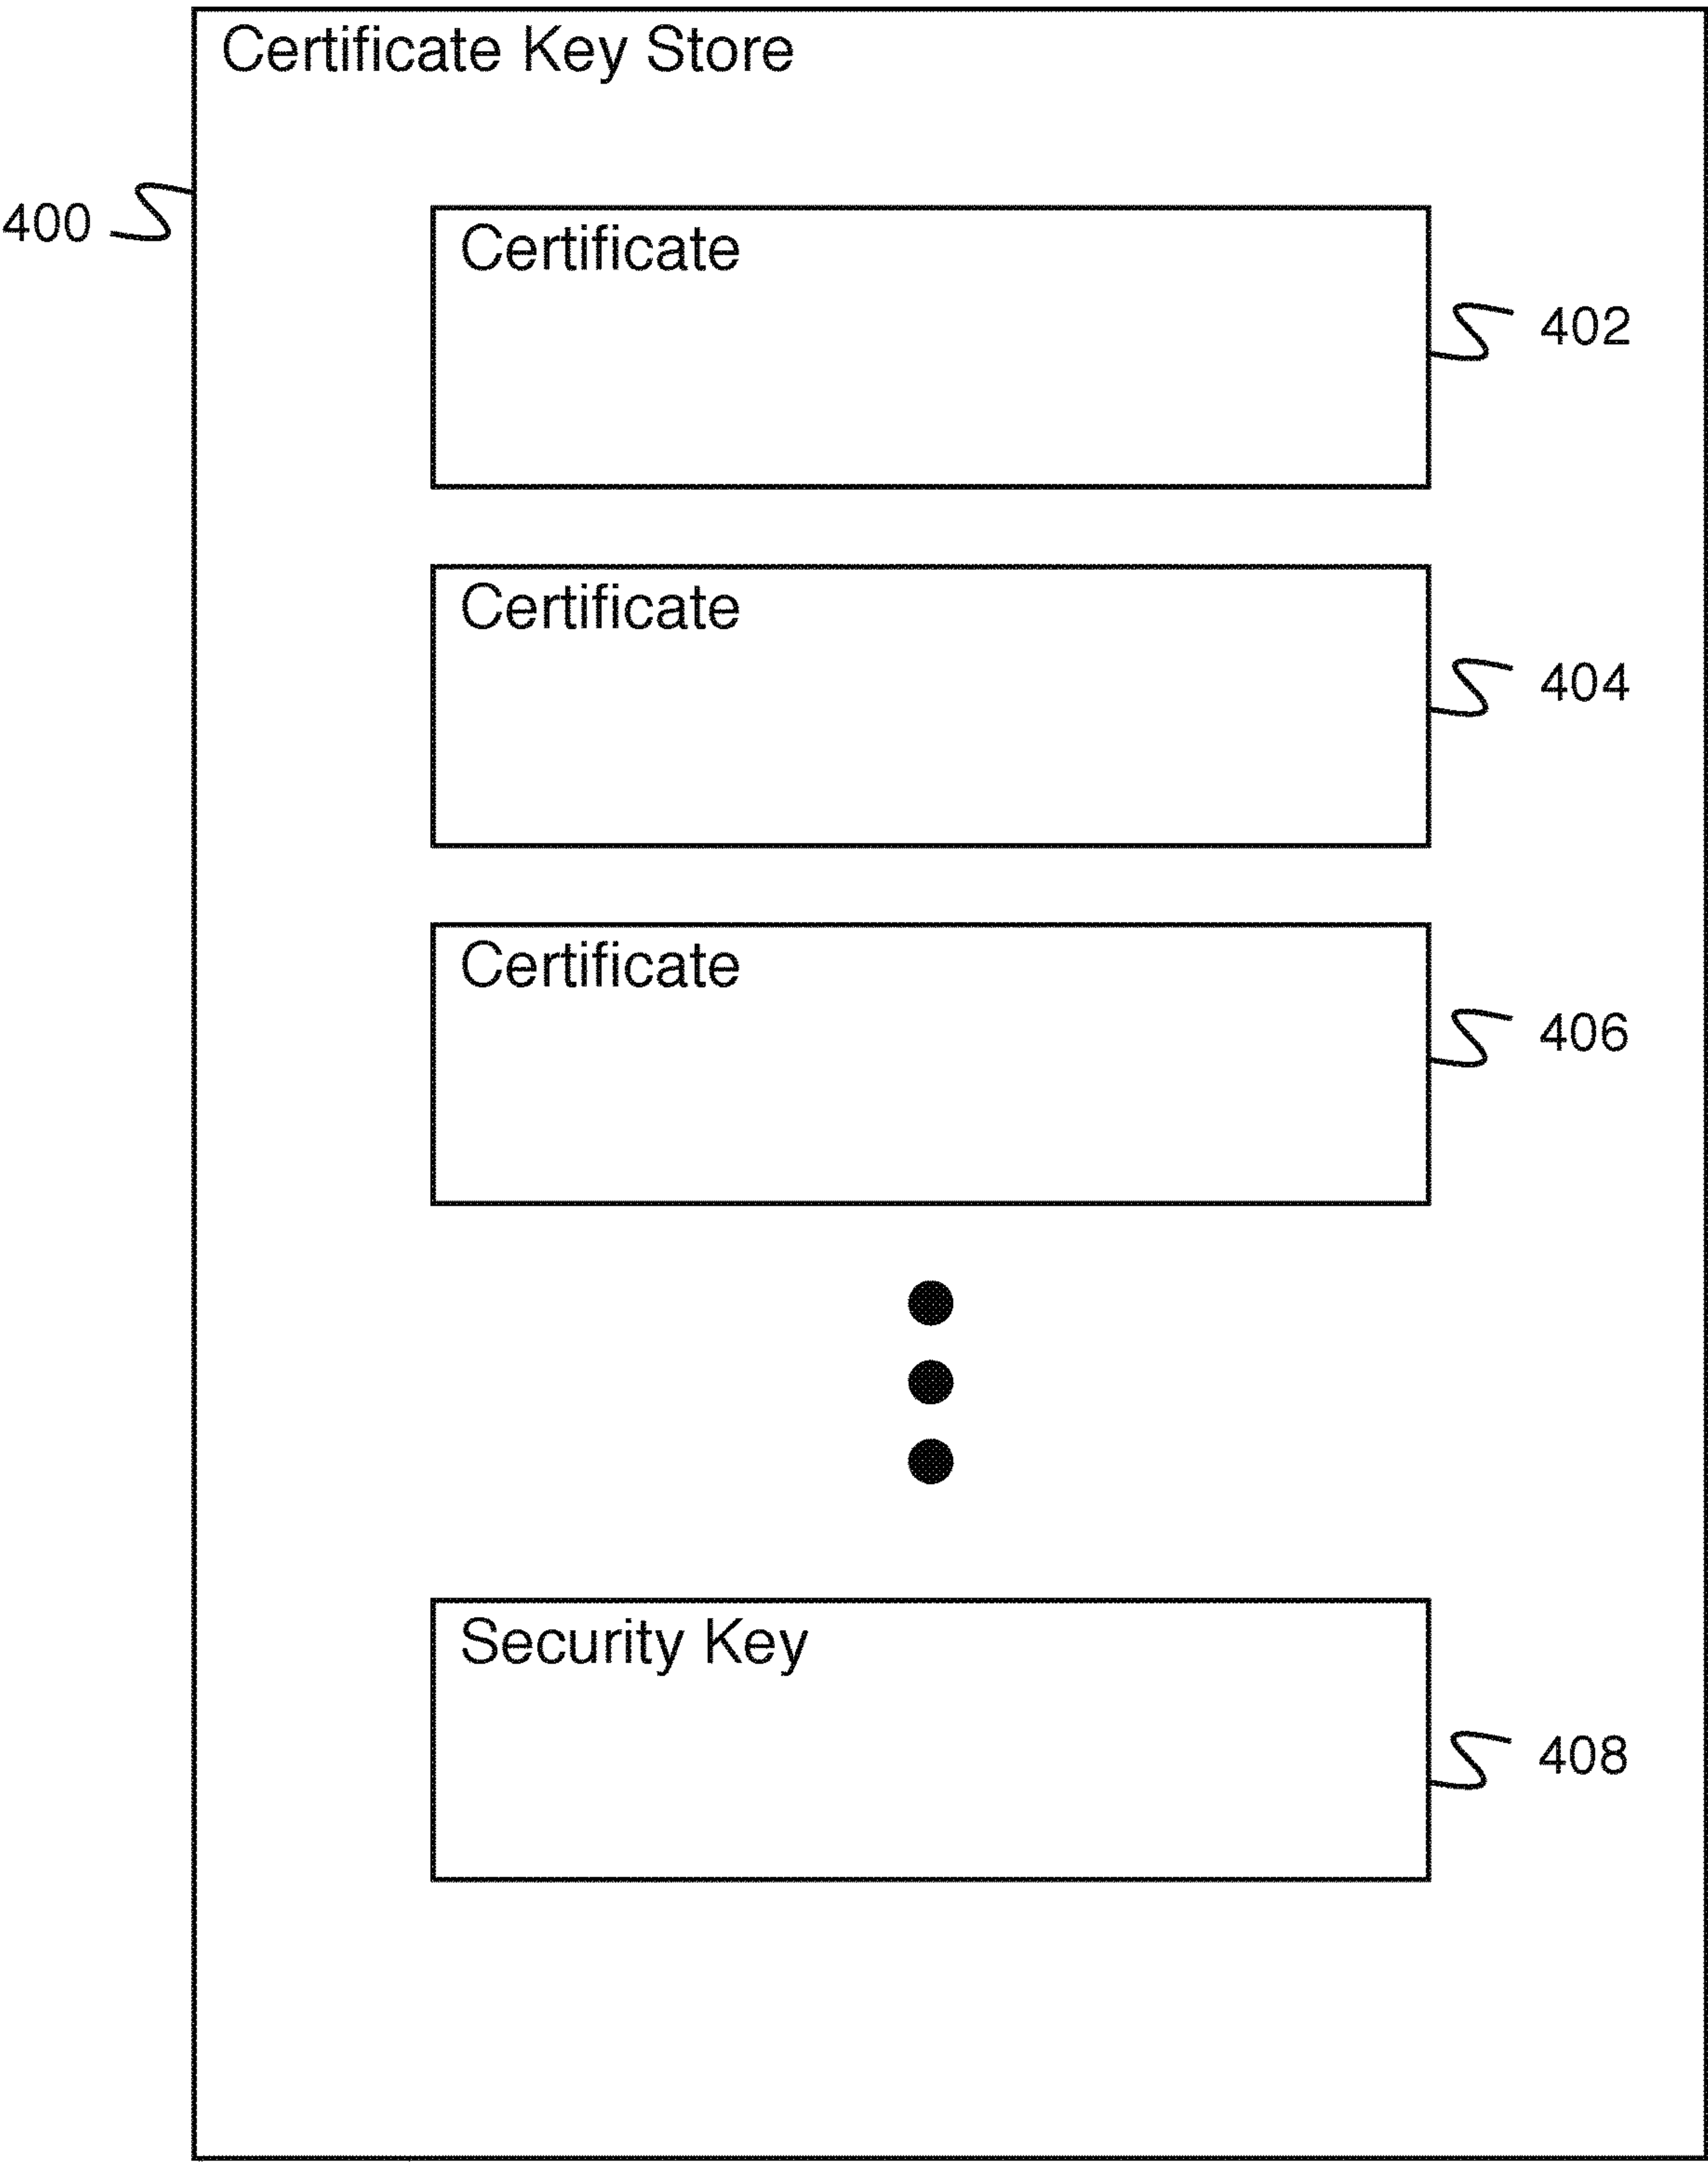 Certificate Key Store
400
Certificate
402
Certificate
404
Certificate
406
Security Key
408